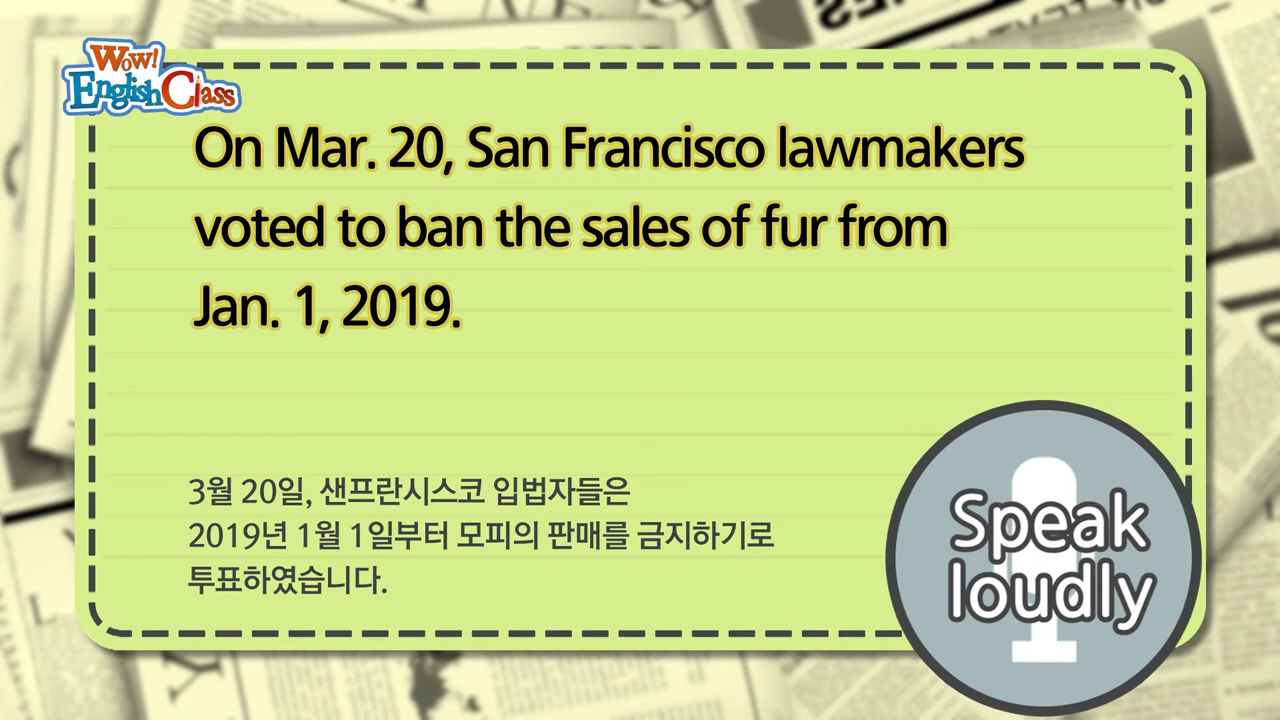 Wow!
English Class
On Mar. 20, San Francisco lawmakers
voted to ban the sales of fur from
Jan. 1, 2019.
3월 20일, 샌프란시스코 입법자들은
2019년 1월 1일부터 모피의 판매를 금지하기로
투표하였습니다.
Speak
loudly